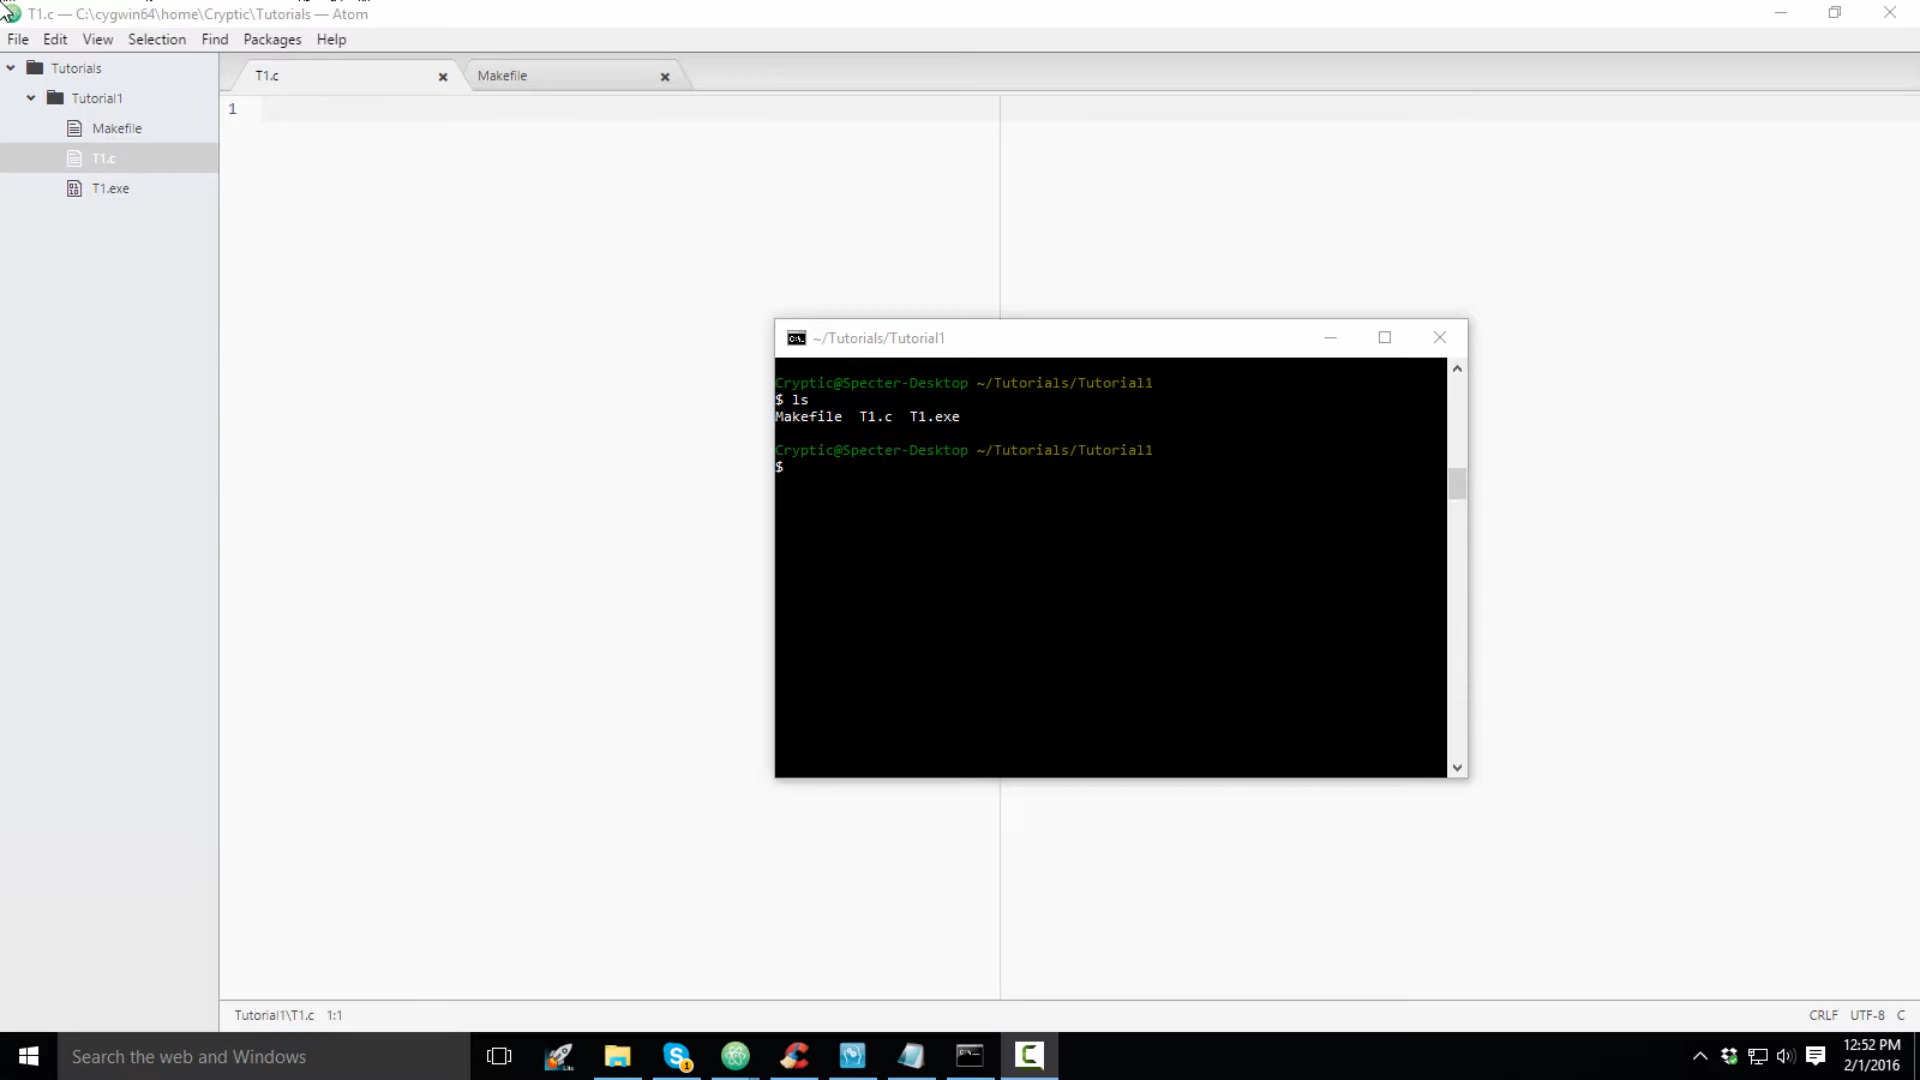 T1.c — C:\cygwin64\home\Cryptic\Tutorials — Atom
File Edit View Selection Find Packages Help
Tutorials
Tutorial1
Makefile
T1.c
T1.exe
T1.c
Makefile
1
~/Tutorials/Tutorial1
Cryptic@Specter-Desktop ~/Tutorials/Tutorial1
$ ls
Makefile T1.c T1.exe
Cryptic@Specter-Desktop ~/Tutorials/Tutorial1
$
Tutorial1\T1.c 1:1
CRLF UTF-8 C
Search the web and Windows
12:52 PM
2/1/2016